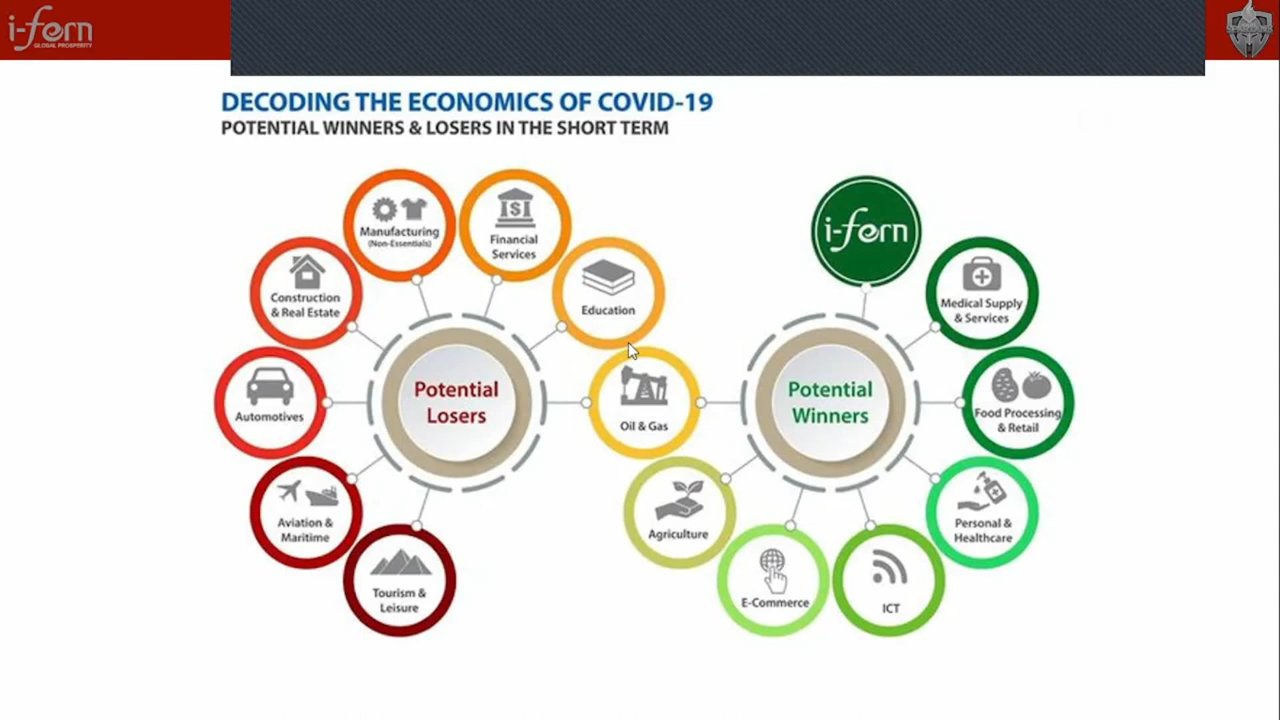 i-fern
GLOBAL PROSPERITY
DECODING THE ECONOMICS OF COVID-19
POTENTIAL WINNERS & LOSERS IN THE SHORT TERM
Manufacturing
(Non-Essentials)
Financial
Services
Construction
& Real Estate
Education
Automotives
Potential
Losers
Oil & Gas
Aviation &
Maritime
Tourism &
Leisure
i-fern
Medical Supply
& Services
Potential
Winners
Food Processing
& Retail
Agriculture
Personal &
Healthcare
E-Commerce
ICT